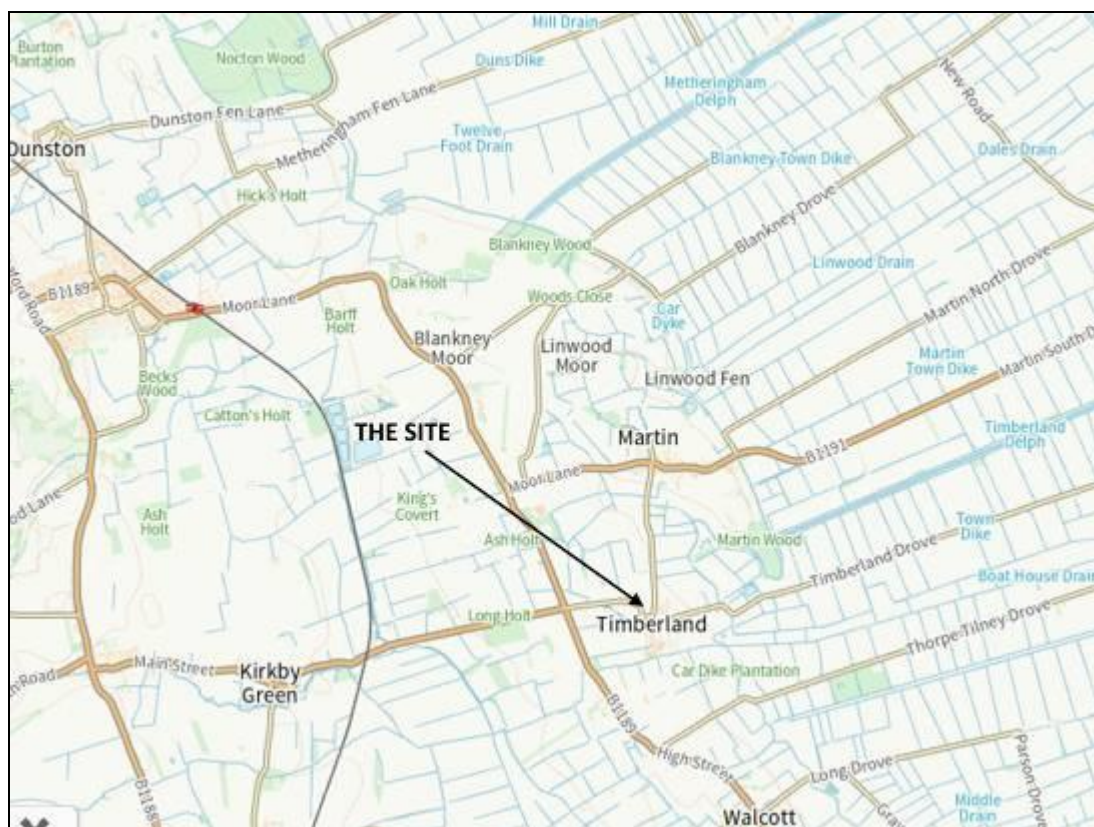 Burton
Plantation
Nocton Wood
Mill Drain
Duns Dike
Metheringham
Delph
New Road
Dunston Fen Lane
Metheringham Fen Lane
Twelve
Foot Drain
Dunston
Blankney Town Dike
Dales Drain
Hick's Holt
Blankney Wood
Blankney Drove
Linwood Drain
B1189
Moor Lane
Oak Holt
Woods Close
Car
Dyke
Martin North Drove
Barff
Holt
Blankney
Moor
Linwood
Moor
Linwood Fen
Martin
Town Dike
Martin South D
Becks
Wood
Catton's Holt
THE SITE
Martin
Timberland
Delph
B1191
Moor Lane
King's
Covert
Ash
Holt
Ash Holt
Martin Wood
Town
Dike
Timberland Drove
Boat House Drain
Long Holt
Timberland
Thorpe Tilney Drove
Main Street
Kirkby
Green
Car Dike Plantation
B1189
High Street
Long Drove
Parson Drove
B1188
Walcott
Middle
Drain